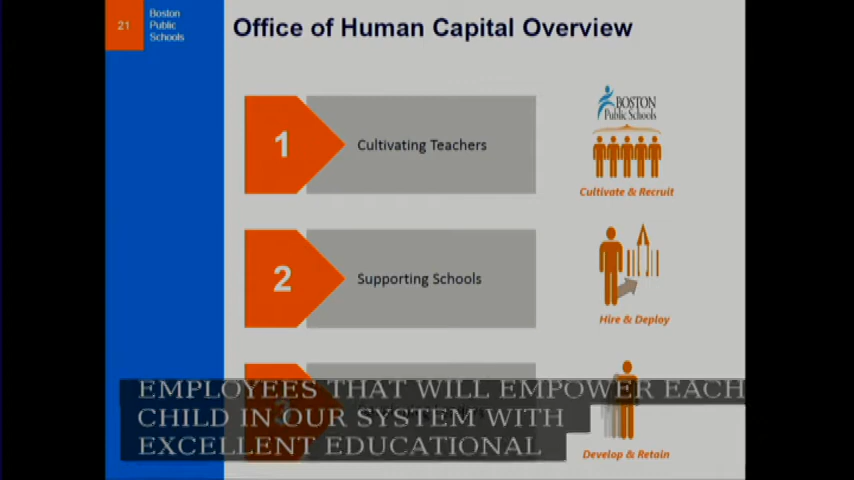 21
Boston
Public
Schools
Office of Human Capital Overview
1
Cultivating Teachers
BOSTON
Public Schools
Cultivate & Recruit
2
Supporting Schools
Hire & Deploy
3
EMPLOYEES THAT WILL EMPOWER EACH
CHILD IN OUR SYSTEM WITH
EXCELLENT EDUCATIONAL
Develop & Retain